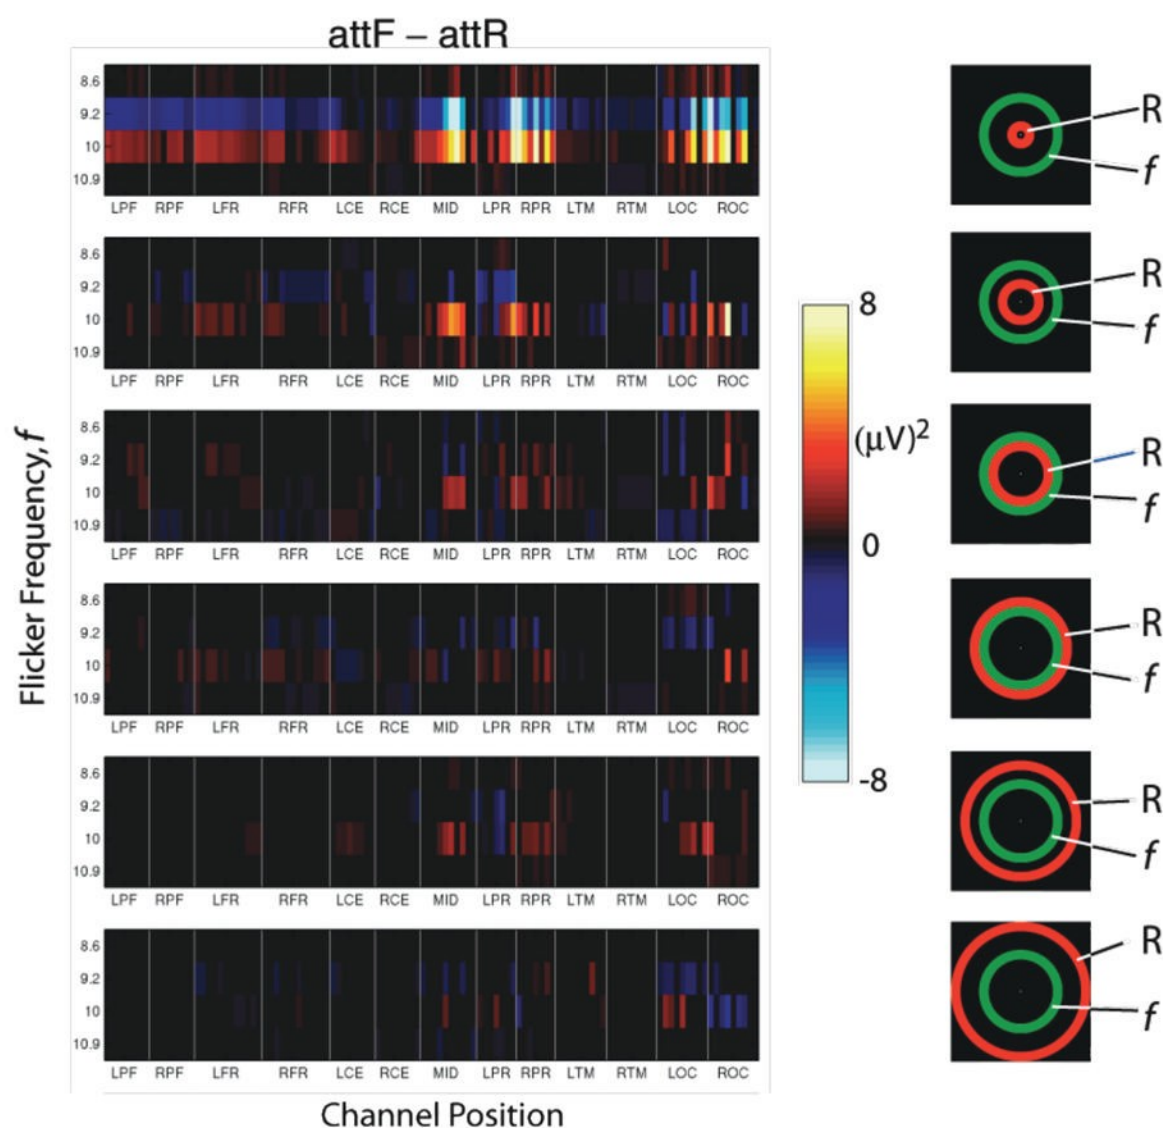 attF – attR
8.6
9.2
10
10.9
LPF RPF LFR RFR LCE RCE MID LPR RPR LTM RTM LOC ROC
R
f
8.6
9.2
10
10.9
LPF RPF LFR RFR LCE RCE MID LPR RPR LTM RTM LOC ROC
R
f
8.6
9.2
10
10.9
LPF RPF LFR RFR LCE RCE MID LPR RPR LTM RTM LOC ROC
R
f
8.6
9.2
10
10.9
LPF RPF LFR RFR LCE RCE MID LPR RPR LTM RTM LOC ROC
R
f
8.6
9.2
10
10.9
LPF RPF LFR RFR LCE RCE MID LPR RPR LTM RTM LOC ROC
R
f
8.6
9.2
10
10.9
LPF RPF LFR RFR LCE RCE MID LPR RPR LTM RTM LOC ROC
R
f
8
(μV)²
0
-8
Flicker Frequency, f
Channel Position